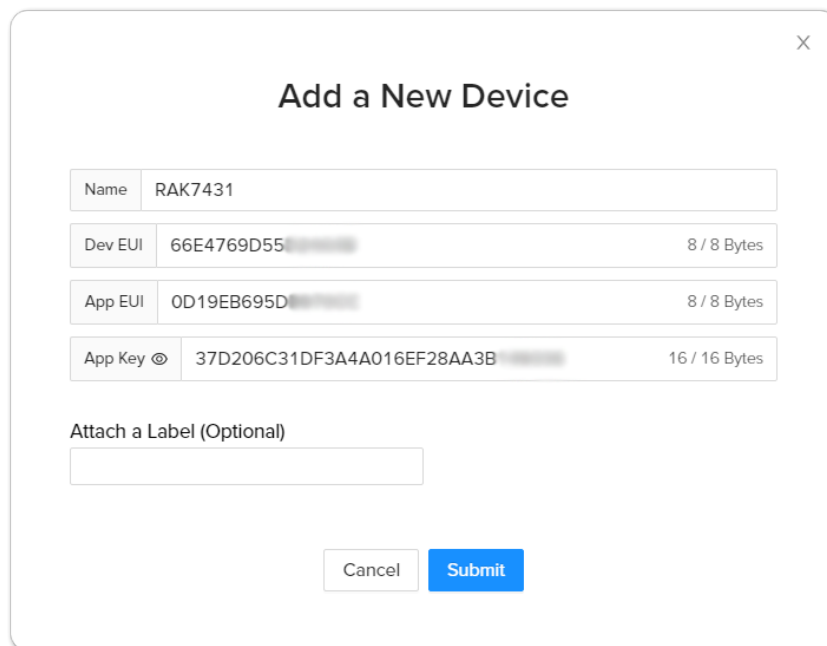 X
Add a New Device
Name RAK7431
Dev EUI 66E4769D55 8 / 8 Bytes
App EUI 0D19EB695D 8 / 8 Bytes
App Key 37D206C31DF3A4A016EF28AA3B 16 / 16 Bytes
Attach a Label (Optional)
Cancel Submit